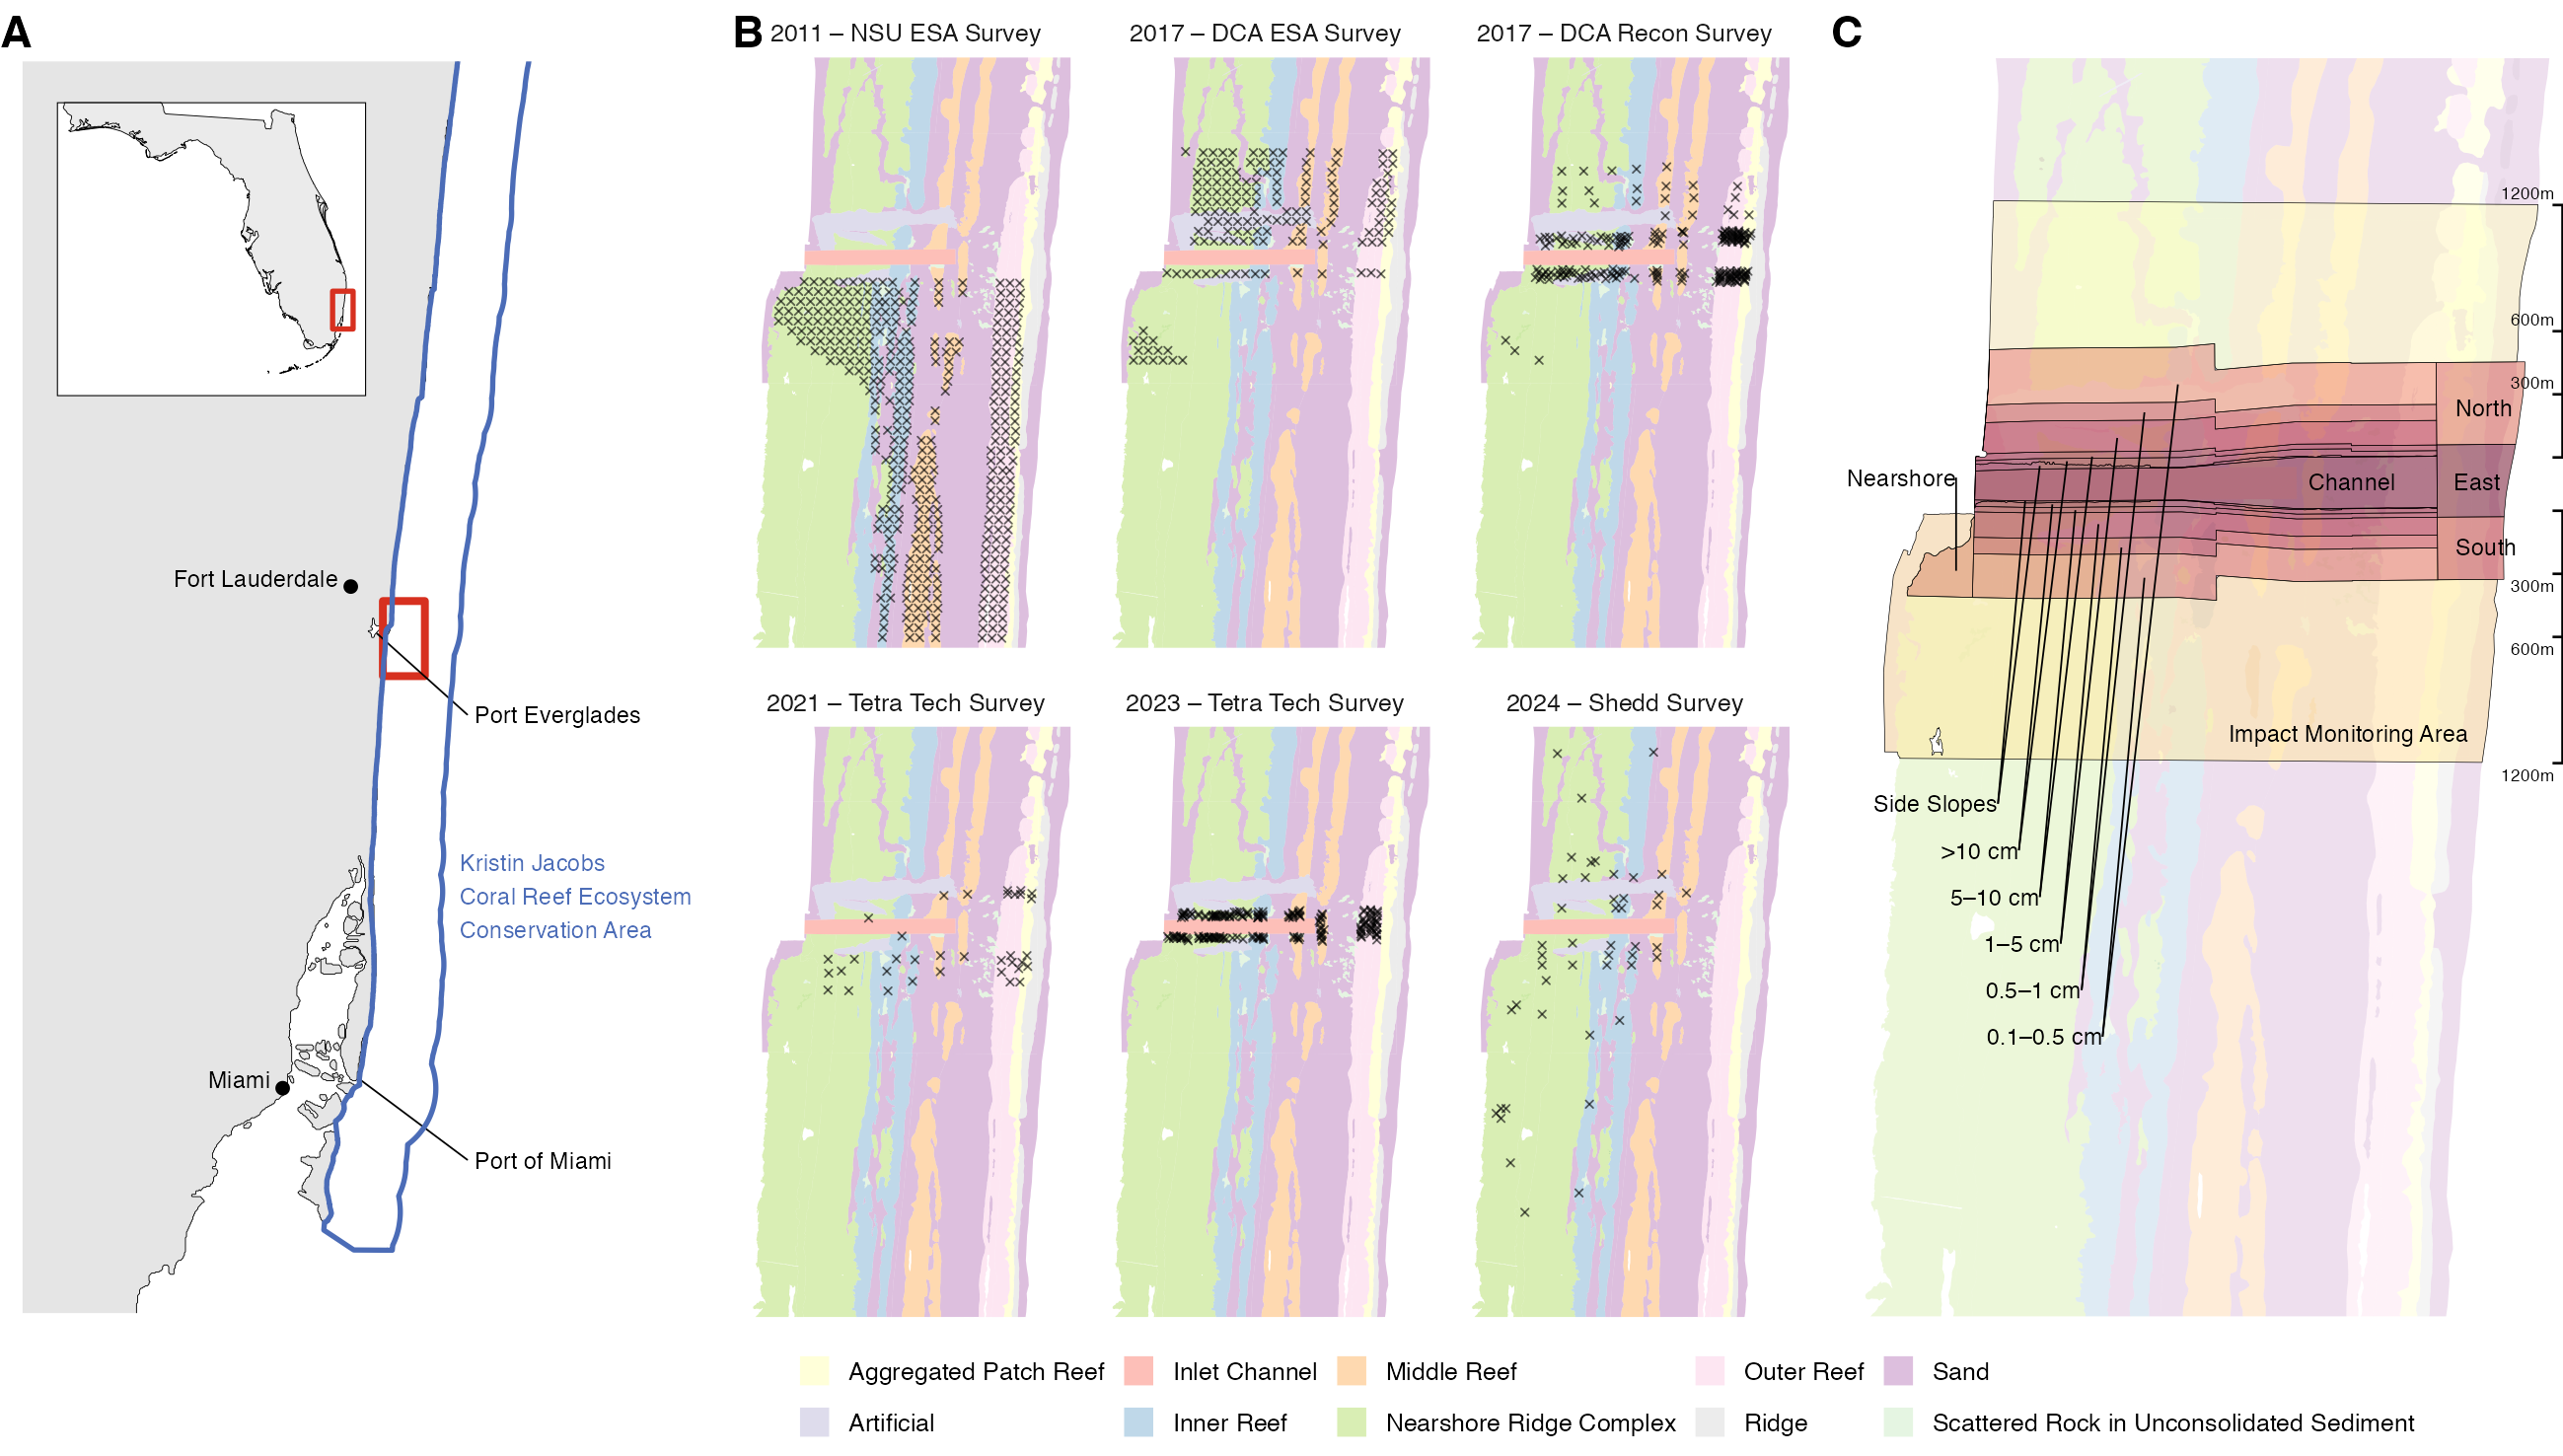 A
Fort Lauderdale
Port Everglades
Kristin Jacobs
Coral Reef Ecosystem
Conservation Area
Miami
Port of Miami
B
2011 – NSU ESA Survey
2017 – DCA ESA Survey
2017 – DCA Recon Survey
2021 – Tetra Tech Survey
2023 – Tetra Tech Survey
2024 – Shedd Survey
C
1200m
600m
300m
North
Nearshore
Channel
East
South
300m
600m
Impact Monitoring Area
1200m
Side Slopes
>10 cm
5–10 cm
1–5 cm
0.5–1 cm
0.1–0.5 cm
Aggregated Patch Reef
Inlet Channel
Middle Reef
Outer Reef
Sand
Artificial
Inner Reef
Nearshore Ridge Complex
Ridge
Scattered Rock in Unconsolidated Sediment